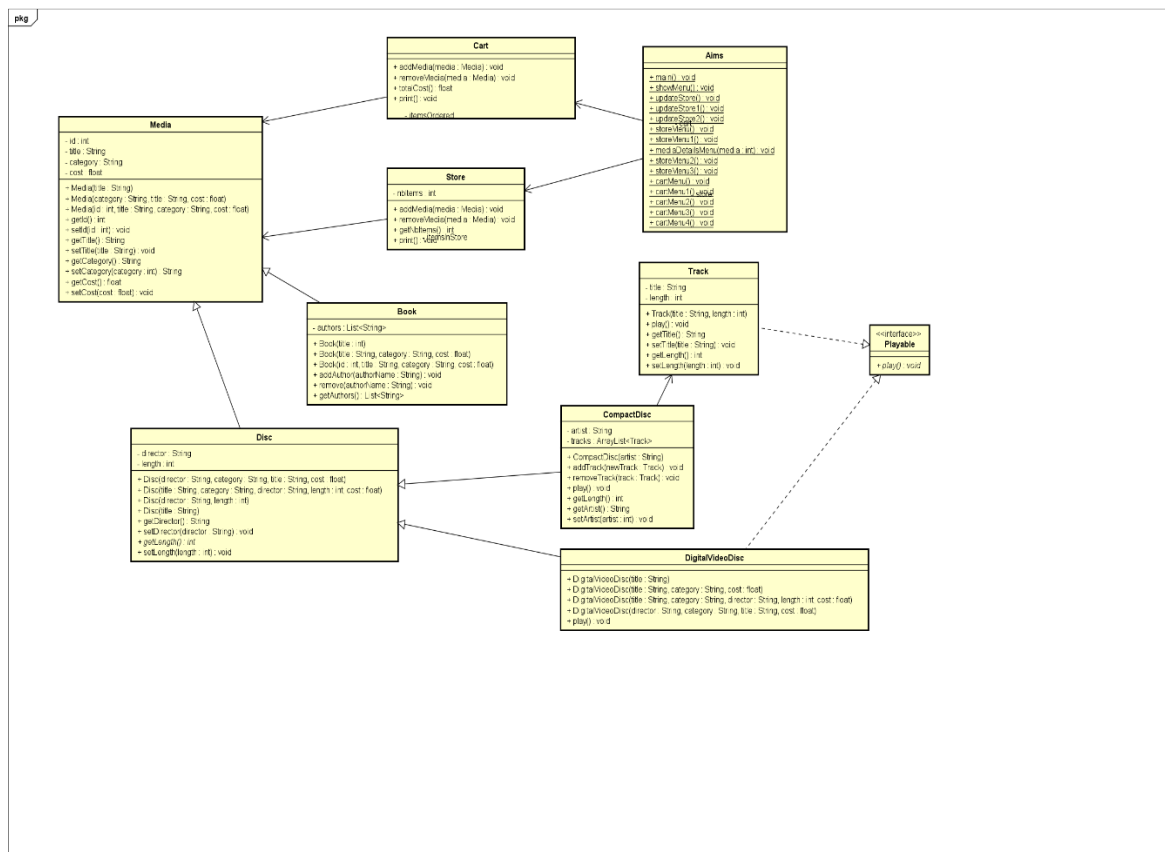 pkg
Cart
+ addMedia(media : Media) : void
+ removeMedia(media : Media) : void
+ totalCost() : float
+ print() : void
- itemsOrdered
Aims
+ main() : void
+ showMenu() : void
+ updateStore() : void
+ updateStore1() : void
+ updateStore2() : void
+ storeMenu() : void
+ storeMenu1() : void
+ mediaDetailsMenu(media : int) : void
+ storeMenu2() : void
+ storeMenu3() : void
+ cartMenu() : void
+ cartMenu1() : void
+ cartMenu2() : void
+ cartMenu3() : void
+ cartMenu4() : void
Media
- id : int
- title : String
- category : String
- cost : float
+ Media(title : String)
+ Media(category : String, title : String, cost : float)
+ Media(id : int, title : String, category : String, cost : float)
+ getId() : int
+ setId(id : int) : void
+ getTitle() : String
+ setTitle(title : String) : void
+ getCategory() : String
+ setCategory(category : int) : String
+ getCost() : float
+ setCost(cost : float) : void
Store
- nbItems : int
+ addMedia(media : Media) : void
+ removeMedia(media : Media) : void
+ getNbItems() : int
- itemsInStore
+ print() : void
Track
- title : String
- length : int
+ Track(title : String, length : int)
+ play() : void
+ getTitle() : String
+ setTitle(title : String) : void
+ getLength() : int
+ setLength(length : int) : void
<<interface>>
Playable
+ play() : void
Book
- authors : List<String>
+ Book(title : int)
+ Book(title : String, category : String, cost : float)
+ Book(id : int, title : String, category : String, cost : float)
+ addAuthor(authorName : String) : void
+ remove(authorName : String) : void
+ getAuthors() : List<String>
CompactDisc
- artist : String
- tracks : ArrayList<Track>
+ CompactDisc(artist : String)
+ addTrack(newTrack : Track) : void
+ removeTrack(track : Track) : void
+ play() : void
+ getLength() : int
+ getArtist() : String
+ setArtist(artist : int) : void
Disc
- director : String
- length : int
+ Disc(director : String, category : String, title : String, cost : float)
+ Disc(title : String, category : String, director : String, length : int, cost : float)
+ Disc(director : String, length : int)
+ Disc(title : String)
+ getDirector() : String
+ setDirector(director : String) : void
+ getLength() : int
+ setLength(length : int) : void
DigitalVideoDisc
+ DigitalVideoDisc(title : String)
+ DigitalVideoDisc(title : String, category : String, cost : float)
+ DigitalVideoDisc(title : String, category : String, director : String, length : int, cost : float)
+ DigitalVideoDisc(director : String, category : String, title : String, cost : float)
+ play() : void